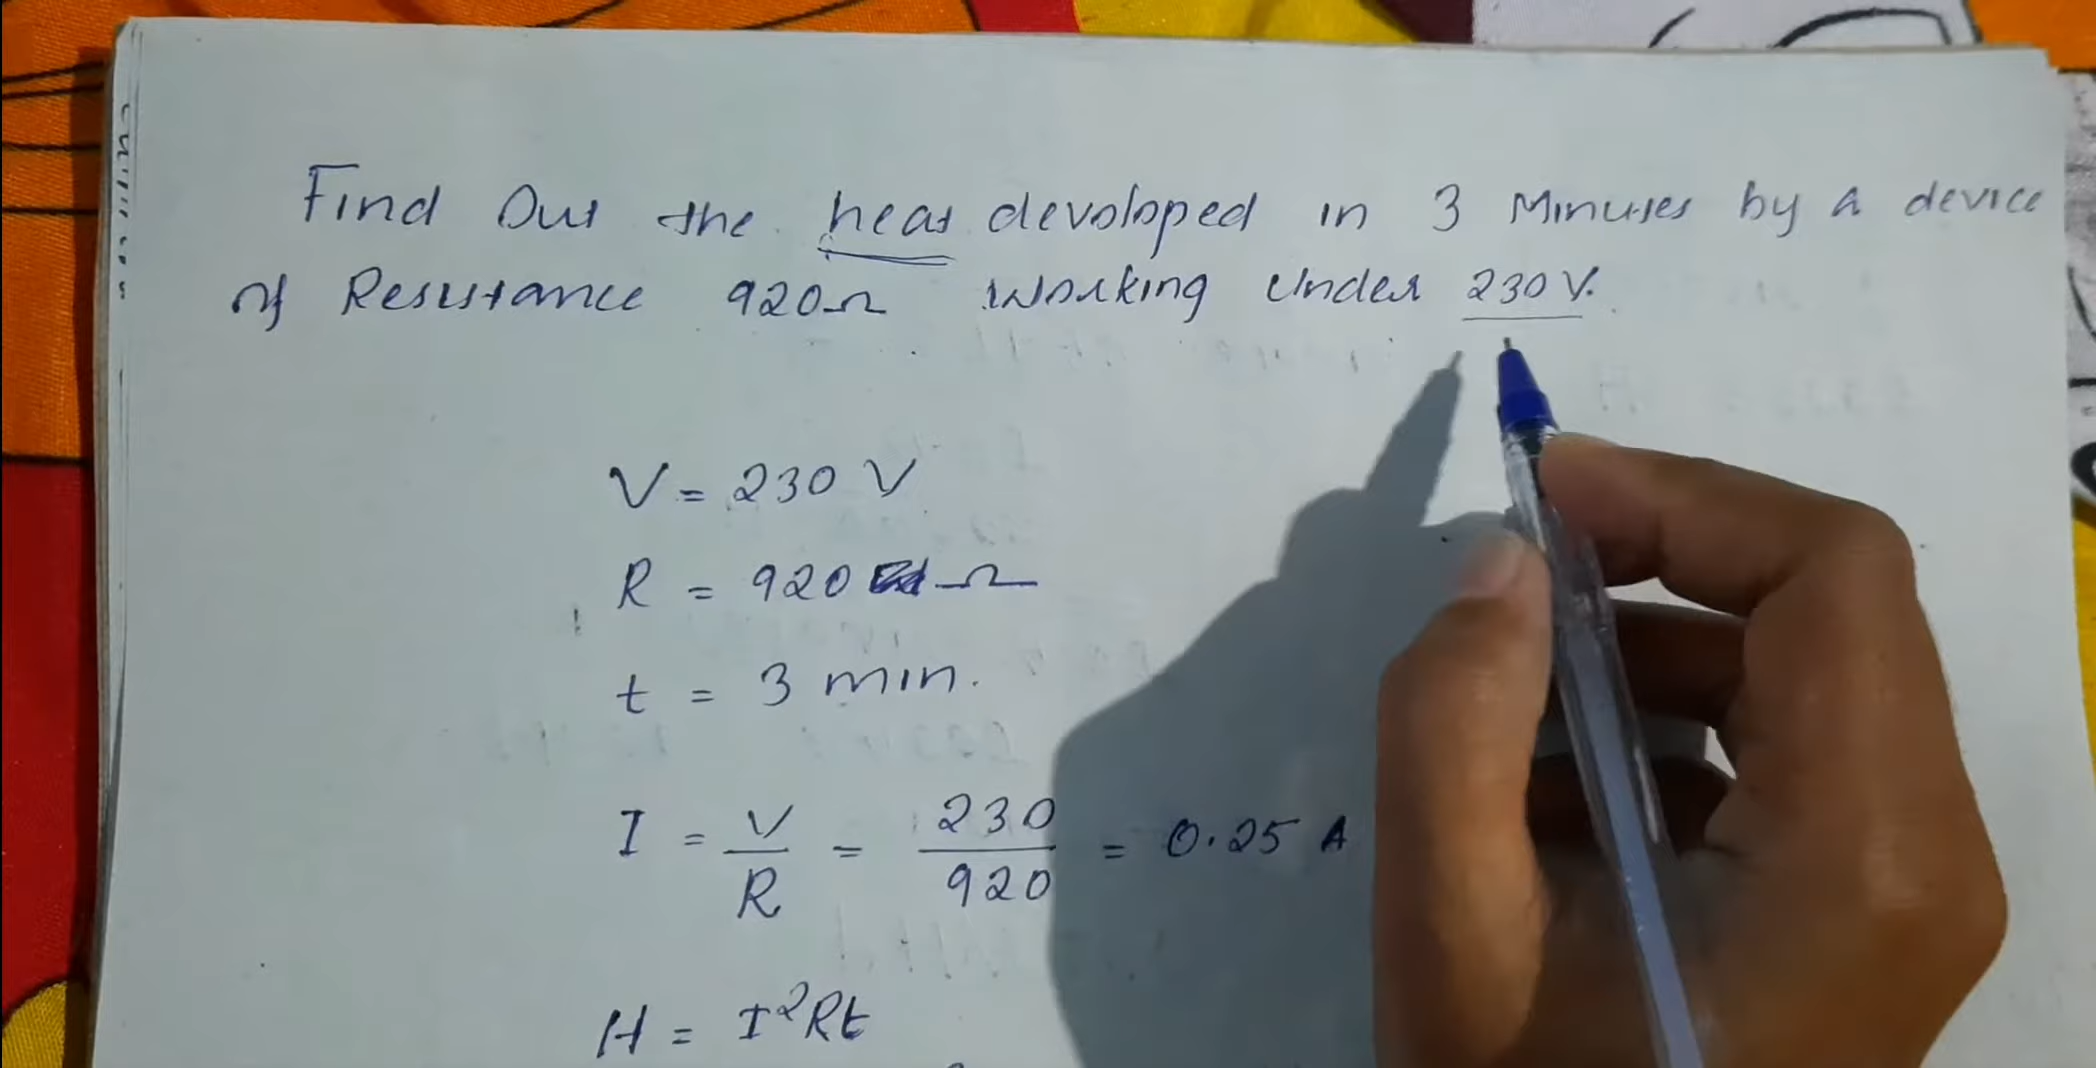 Find Out the heat devoloped in 3 Minutes by a device
of Resistance 920Ω Working Under 230 V.
V = 230 V
R = 920 Ω
t = 3 min.
I = V/R = 230/920 = 0.25 A
H = I²Rt